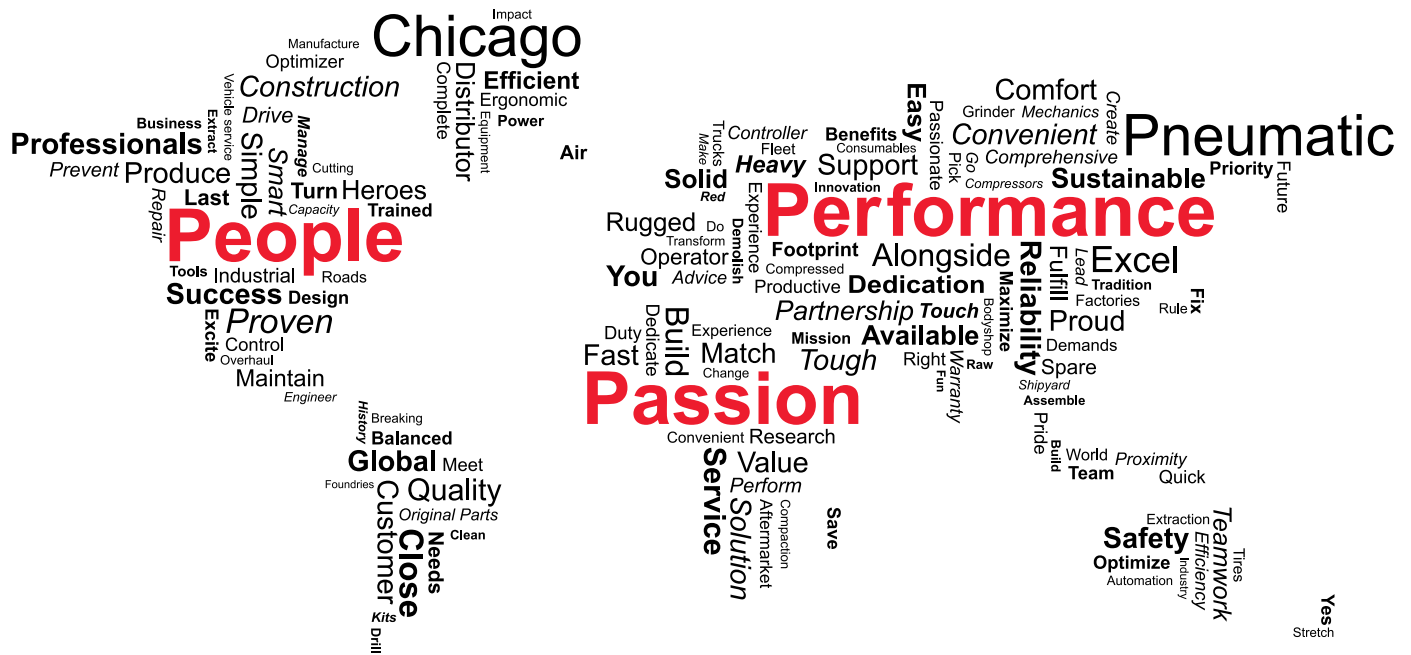 Impact
Chicago
Manufacture
Optimizer
Construction
Vehicle service
Distributor
Complete
Efficient
Ergonomic
Equipment
Power
Air
Drive
Business
Extract
Manage
Professionals
Prevent
Produce
Simple
Smart
Cutting
Turn
Heroes
Last
Capacity
Trained
Repair
People
Tools
Industrial
Roads
Success
Design
Excite
Proven
Control
Overhaul
Maintain
Engineer
History
Breaking
Balanced
Global
Meet
Foundries
Customer
Quality
Original Parts
Close
Needs
Clean
Kits
Drill
Trucks
Make
Controller
Fleet
Heavy
Solid
Red
Benefits
Consumables
Support
Innovation
Easy
Passionate
Pick
Go
Comfort
Grinder
Mechanics
Create
Convenient
Comprehensive
Compressors
Sustainable
Pneumatic
Priority
Future
Performance
Experience
Rugged
Do
Transform
Demolish
Operator
You
Advice
Footprint
Compressed
Productive
Alongside
Dedication
Partnership
Touch
Bodyshop
Maximize
Reliability
Fulfill
Lead
Excel
Tradition
Factories
Fix
Rule
Proud
Demands
Spare
Shipyard
Assemble
Duty
Dedicate
Build
Experience
Mission
Available
Fast
Match
Change
Tough
Right
Fun
Warranty
Raw
Passion
Convenient
Research
Service
Value
Perform
Solution
Aftermarket
Compaction
Save
Pride
Build
World
Proximity
Team
Quick
Extraction
Teamwork
Safety
Efficiency
Tires
Optimize
Industry
Automation
Yes
Stretch